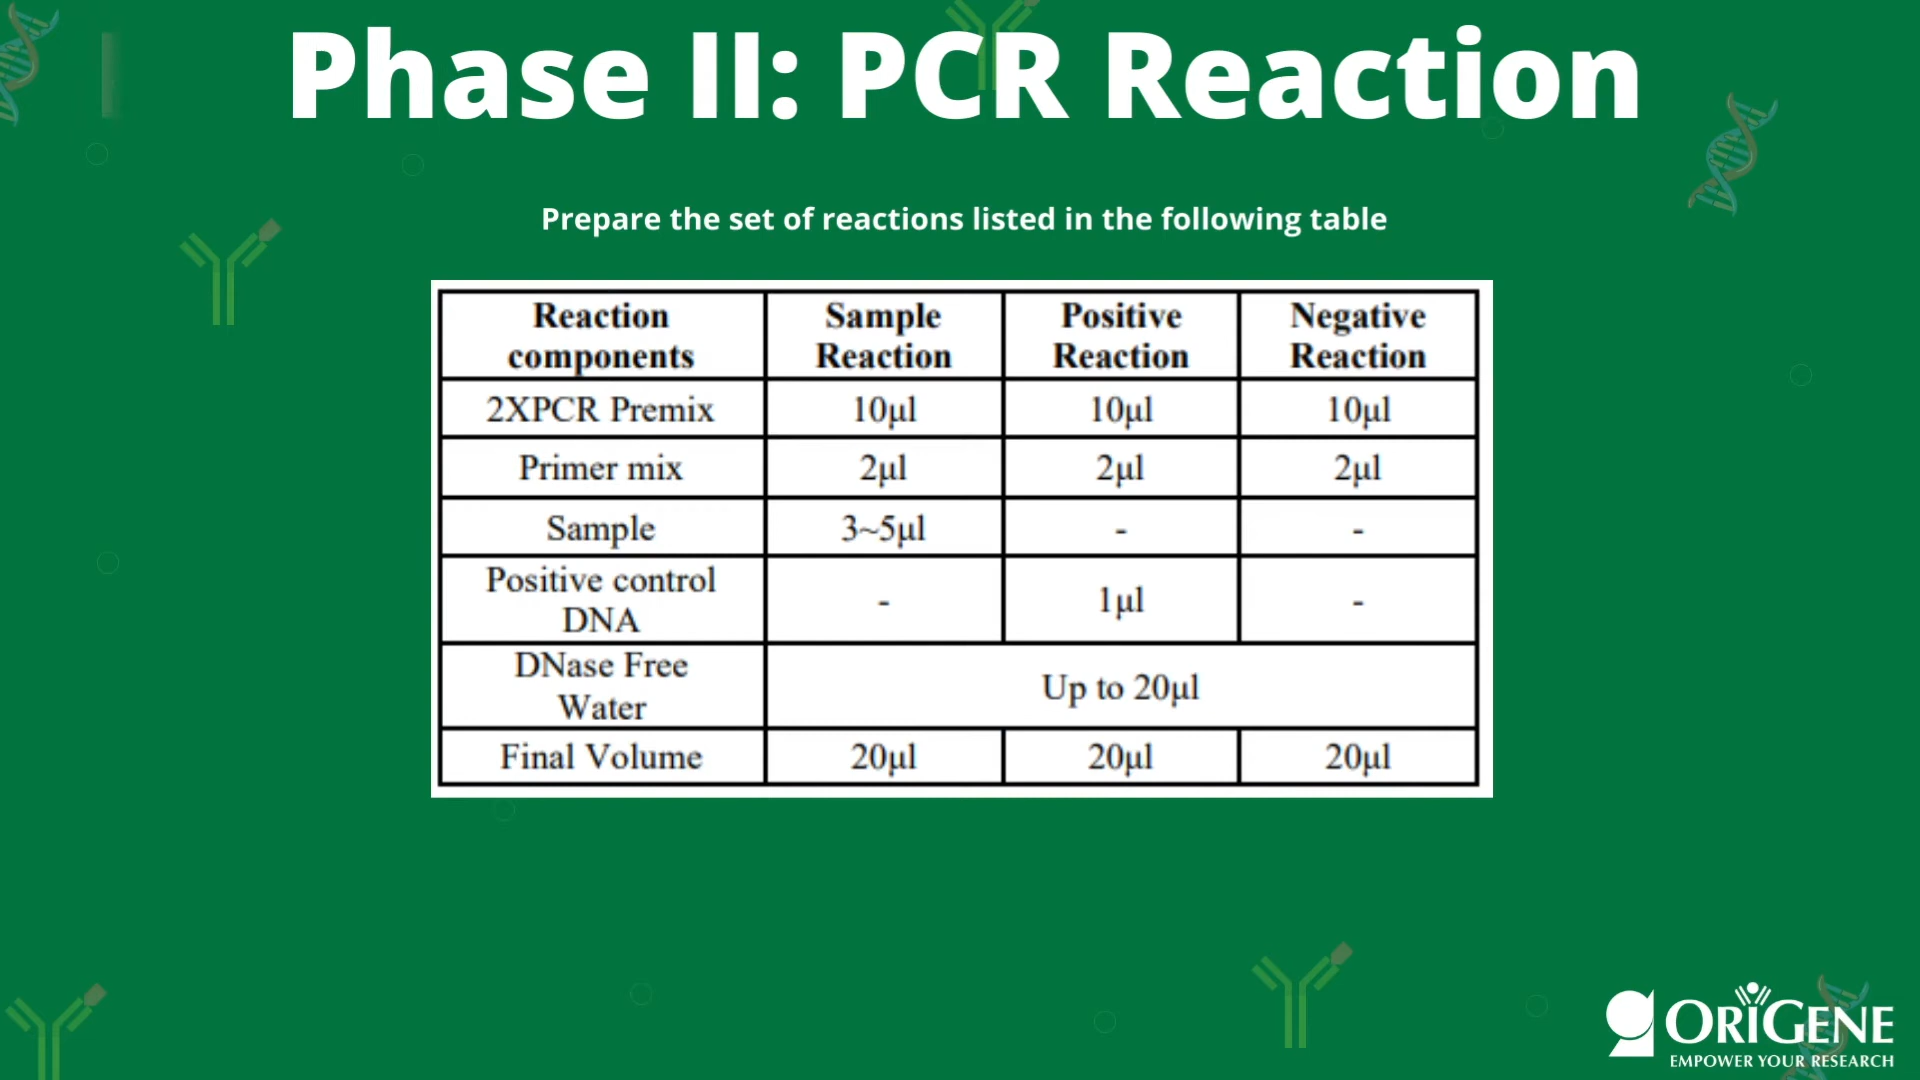 Phase II: PCR Reaction
Prepare the set of reactions listed in the following table
Reaction components Sample Reaction Positive Reaction Negative Reaction
2XPCR Premix 10µl 10µl 10µl
Primer mix 2µl 2µl 2µl
Sample 3~5µl - -
Positive control DNA - 1µl -
DNase Free Water Up to 20µl
Final Volume 20µl 20µl 20µl
ORIGENE
EMPOWER YOUR RESEARCH